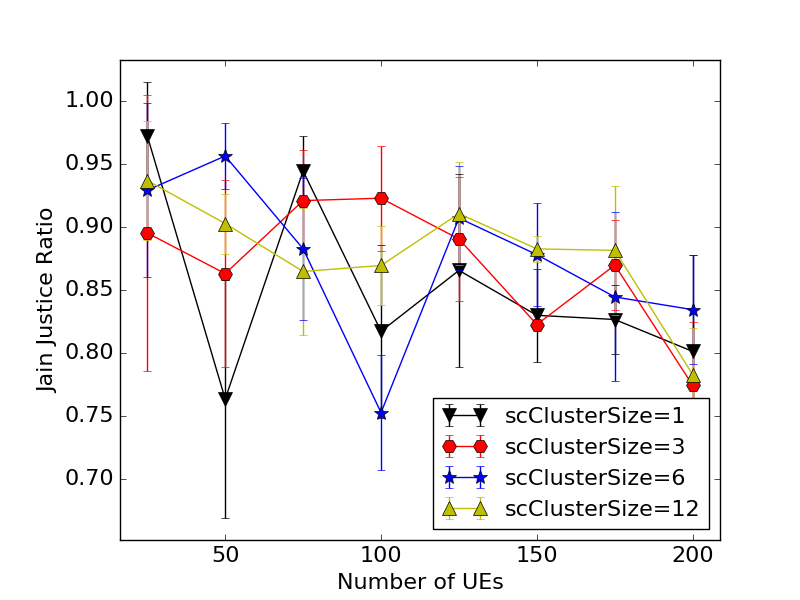 1.00
0.95
0.90
0.85
0.80
0.75
0.70
Jain Justice Ratio
scClusterSize=1
scClusterSize=3
scClusterSize=6
scClusterSize=12
50 100 150 200
Number of UEs